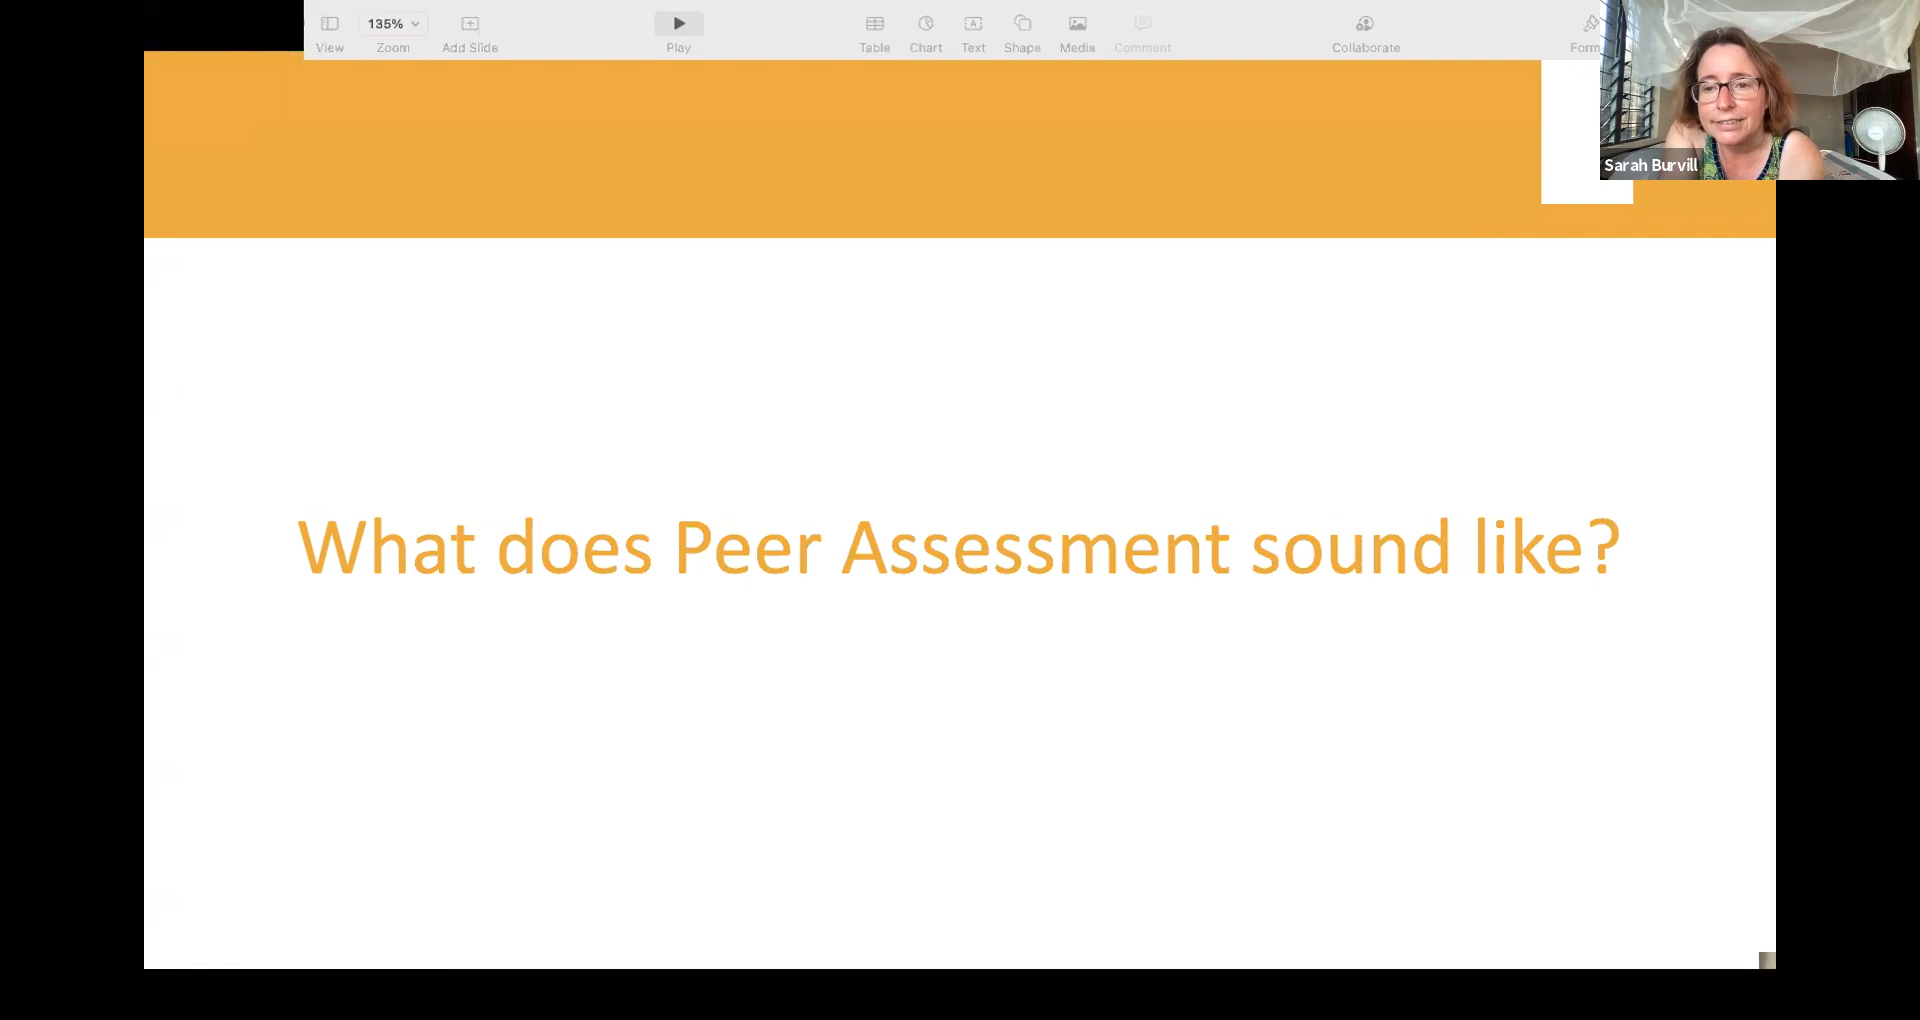 135%
View Zoom Add Slide Play Table Chart Text Shape Media Comment Collaborate
Sarah Burvill
What does Peer Assessment sound like?